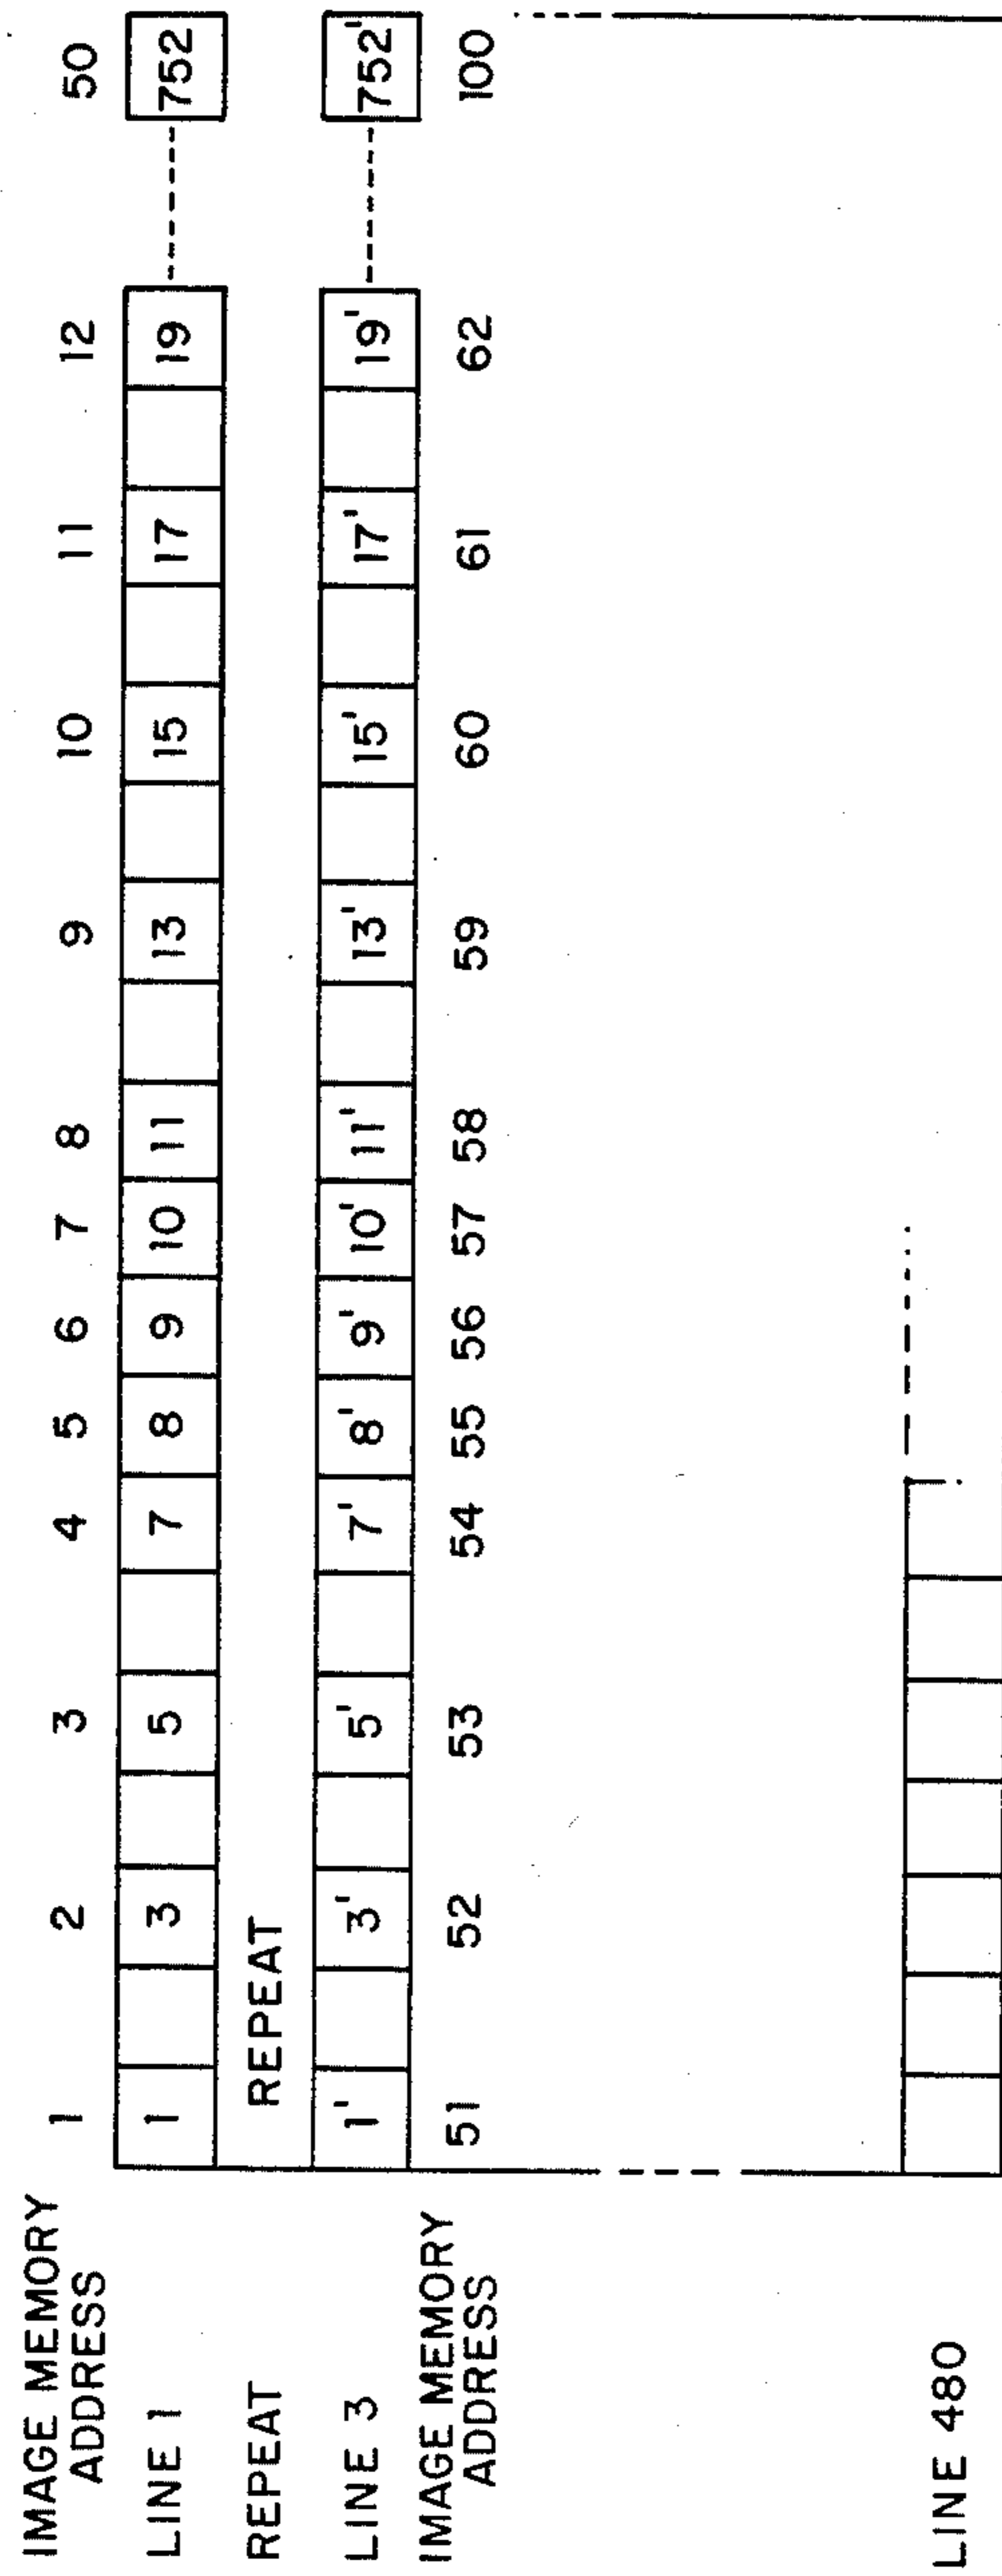 IMAGE MEMORY ADDRESS 1 2 3 4 5 6 7 8 9 10 11 12 50
LINE 1 1 3 5 7 8 9 10 11 13 15 17 19 752
REPEAT REPEAT
LINE 3 1' 3' 5' 7' 8' 9' 10' 11' 13' 15' 17' 19' 752'
IMAGE MEMORY ADDRESS 51 52 53 54 55 56 57 58 59 60 61 62 100
LINE 480